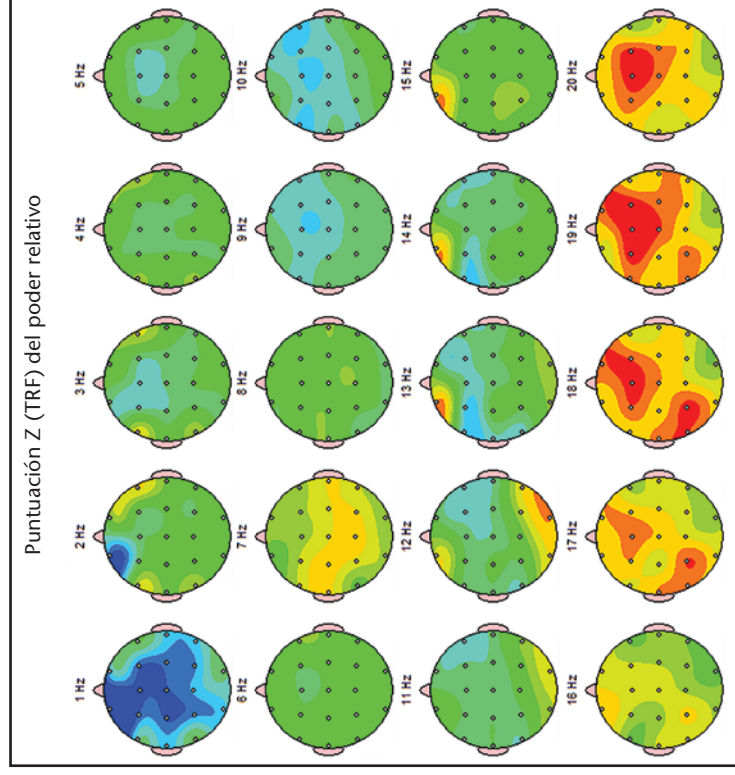 Puntuación Z (TRF) del poder relativo
1 Hz 2 Hz 3 Hz 4 Hz 5 Hz
6 Hz 7 Hz 8 Hz 9 Hz 10 Hz
11 Hz 12 Hz 13 Hz 14 Hz 15 Hz
16 Hz 17 Hz 18 Hz 19 Hz 20 Hz